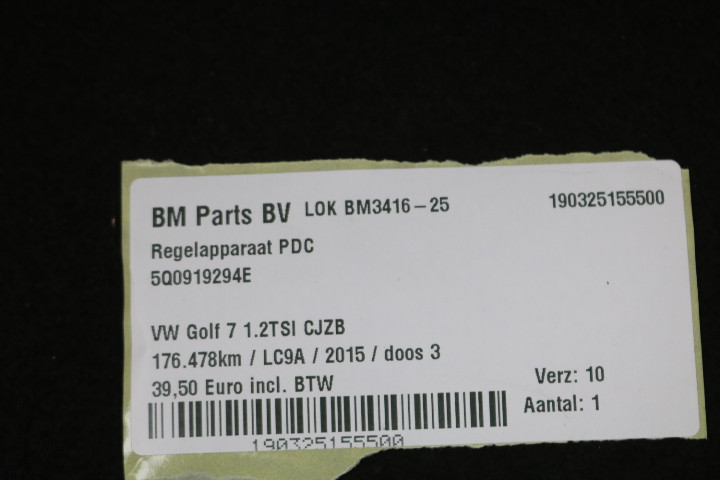 BM Parts BV LOK BM3416-25 190325155500
Regelapparaat PDC
5Q0919294E
VW Golf 7 1.2TSI CJZB
176.478km / LC9A / 2015 / doos 3
39,50 Euro incl. BTW
Verz: 10
Aantal: 1
190325155500